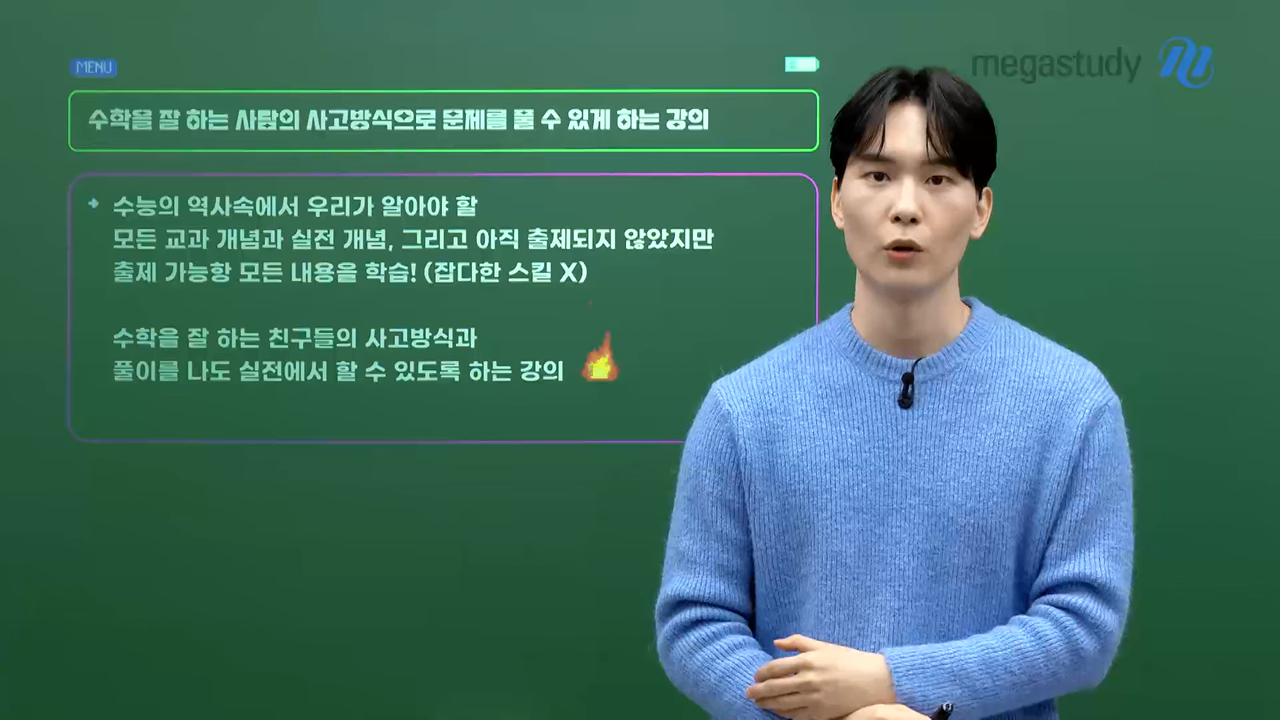 MENU
megastudy
수학을 잘 하는 사람의 사고방식으로 문제를 풀 수 있게 하는 강의
수능의 역사속에서 우리가 알아야 할
모든 교과 개념과 실전 개념, 그리고 아직 출제되지 않았지만
출제 가능항 모든 내용을 학습! (잡다한 스킬 X)
수학을 잘 하는 친구들의 사고방식과
풀이를 나도 실전에서 할 수 있도록 하는 강의